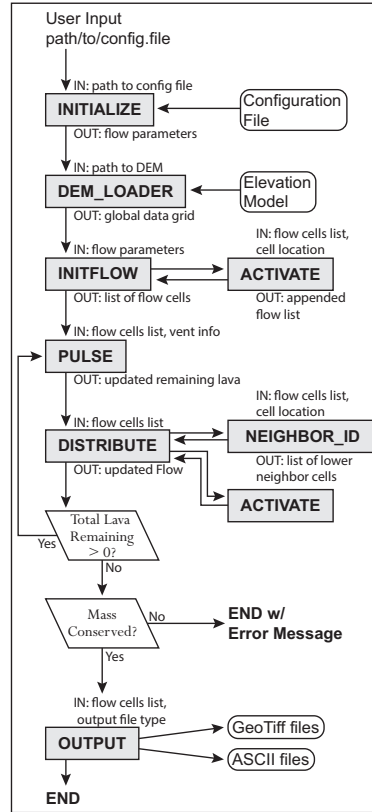 User Input
path/to/config.file
IN: path to config file
INITIALIZE
Configuration
File
OUT: flow parameters
IN: path to DEM
DEM_LOADER
Elevation
Model
OUT: global data grid
IN: flow parameters
IN: flow cells list,
cell location
INITFLOW
ACTIVATE
OUT: list of flow cells
OUT: appended
flow list
IN: flow cells list, vent info
PULSE
OUT: updated remaining lava
IN: flow cells list
IN: flow cells list,
cell location
DISTRIBUTE
NEIGHBOR_ID
OUT: updated Flow
OUT: list of lower
neighbor cells
ACTIVATE
Total Lava
Remaining
> 0?
Yes
No
Mass
Conserved?
No
END w/
Error Message
Yes
IN: flow cells list,
output file type
OUTPUT
GeoTiff files
ASCII files
END